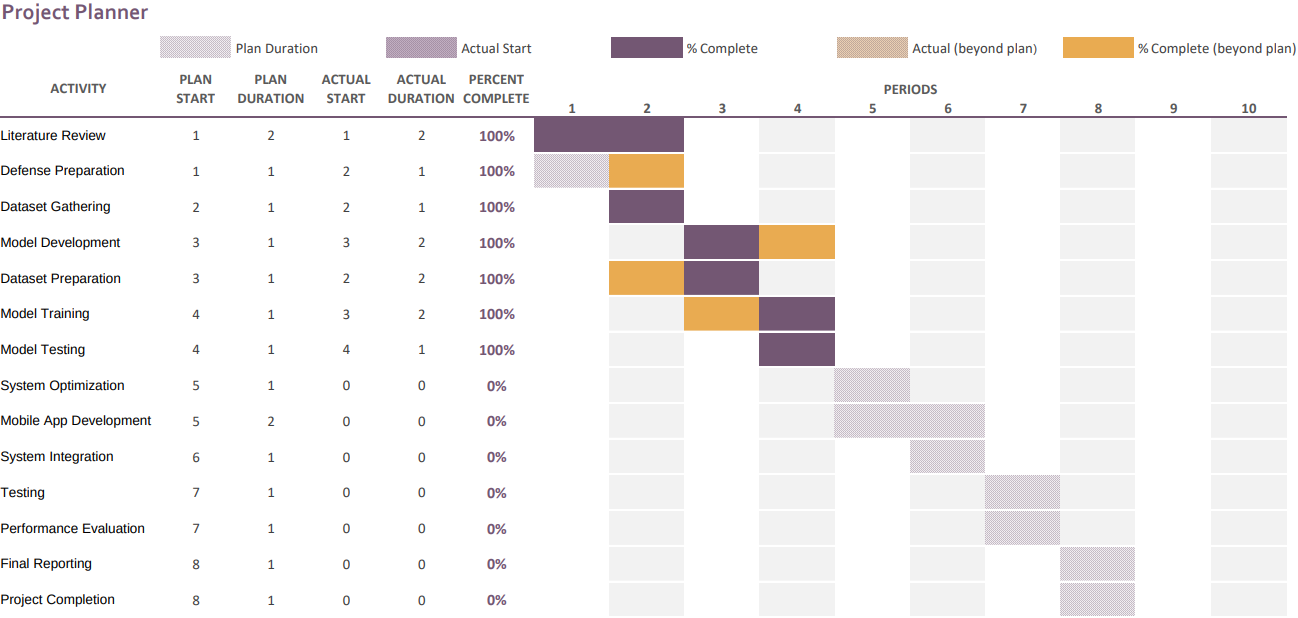 Project Planner
Plan Duration Actual Start % Complete Actual (beyond plan) % Complete (beyond plan)
ACTIVITY PLAN START PLAN DURATION ACTUAL START ACTUAL DURATION PERCENT COMPLETE PERIODS
1 2 3 4 5 6 7 8 9 10
Literature Review 1 2 1 2 100%
Defense Preparation 1 1 2 1 100%
Dataset Gathering 2 1 2 1 100%
Model Development 3 1 3 2 100%
Dataset Preparation 3 1 2 2 100%
Model Training 4 1 3 2 100%
Model Testing 4 1 4 1 100%
System Optimization 5 1 0 0 0%
Mobile App Development 5 2 0 0 0%
System Integration 6 1 0 0 0%
Testing 7 1 0 0 0%
Performance Evaluation 7 1 0 0 0%
Final Reporting 8 1 0 0 0%
Project Completion 8 1 0 0 0%